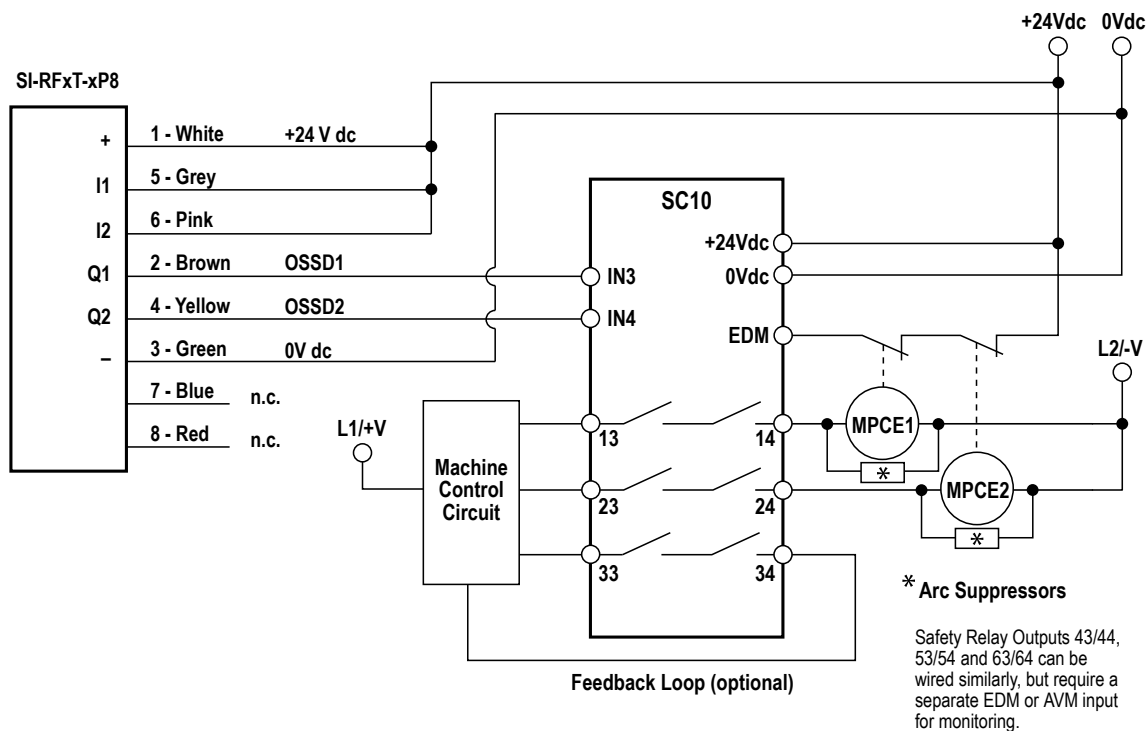 +24Vdc 0Vdc
SI-RFxT-xP8
+ 1 - White +24 V dc
I1 5 - Grey
I2 6 - Pink
Q1 2 - Brown OSSD1
Q2 4 - Yellow OSSD2
– 3 - Green 0V dc
7 - Blue n.c.
8 - Red n.c.
SC10
+24Vdc
IN3 0Vdc
IN4
EDM
L2/-V
L1/+V
Machine
Control
Circuit
13 14
23 24
33 34
MPCE1
*
MPCE2
*
* Arc Suppressors
Feedback Loop (optional)
Safety Relay Outputs 43/44,
53/54 and 63/64 can be
wired similarly, but require a
separate EDM or AVM input
for monitoring.